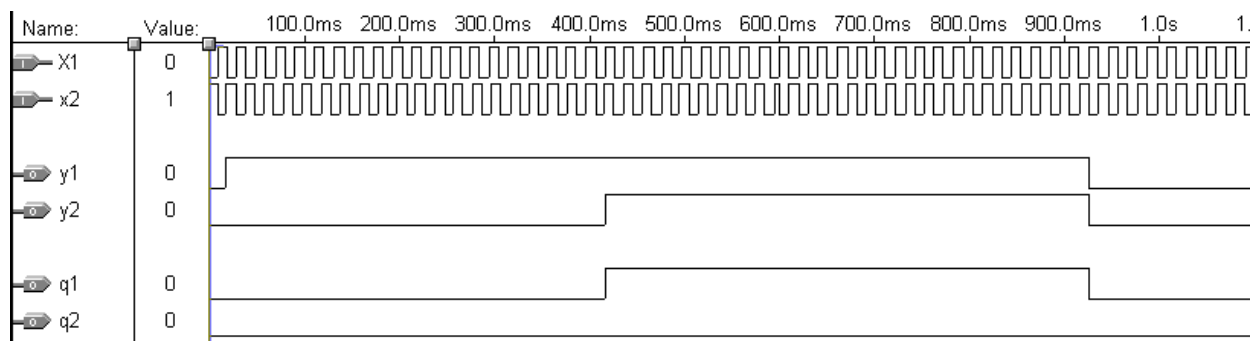 Name: Value: 100.0ms 200.0ms 300.0ms 400.0ms 500.0ms 600.0ms 700.0ms 800.0ms 900.0ms 1.0s 1.
I X1 0
I x2 1
O y1 0
O y2 0
O q1 0
O q2 0